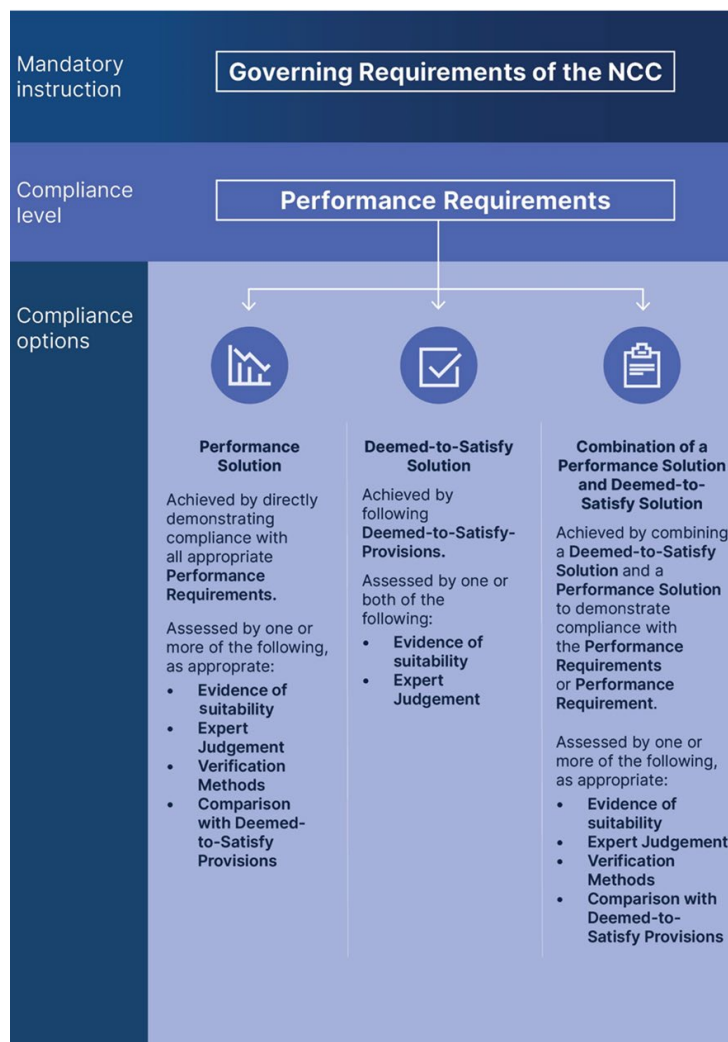 Mandatory
instruction
Governing Requirements of the NCC
Compliance
level
Performance Requirements
Compliance
options
Performance
Solution
Achieved by directly
demonstrating
compliance with
all appropriate
Performance
Requirements.
Assessed by one or
more of the following,
as approprate:
• Evidence of
suitability
• Expert
Judgement
• Verification
Methods
• Comparison
with Deemed-
to-Satisfy
Provisions
Deemed-to-Satisfy
Solution
Achieved by
following
Deemed-to-Satisfy-
Provisions.
Assessed by one or
both of the
following:
• Evidence of
suitability
• Expert
Judgement
Combination of a
Performance Solution
and Deemed-to-
Satisfy Solution
Achieved by combining
a Deemed-to-Satisfy
Solution and a
Performance Solution
to demonstrate
compliance with
the Performance
Requirements
or Performance
Requirement.
Assessed by one or
more of the following,
as appropriate:
• Evidence of
suitability
• Expert Judgement
• Verification
Methods
• Comparison with
Deemed-to-
Satisfy Provisions